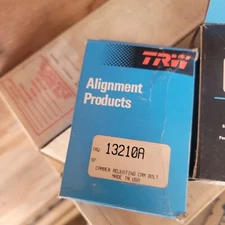 TRW
Alignment
Products
13210A
CAMBER ADJUSTING CAM BOLT
MADE IN USA